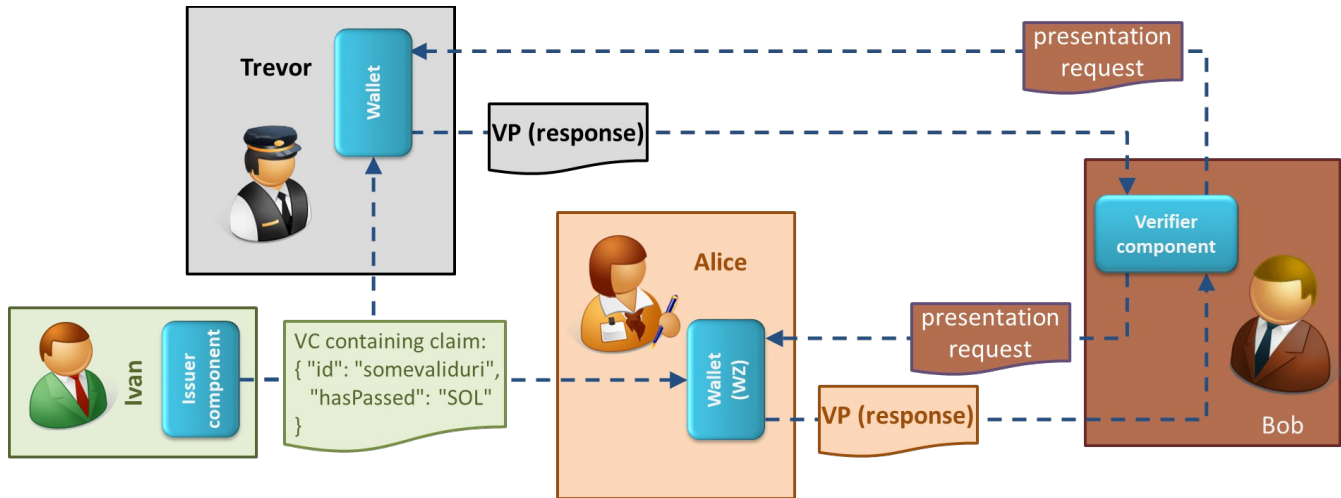 Trevor
Wallet
presentation
request
VP (response)
Verifier
component
Bob
Alice
Wallet
(WZ)
presentation
request
VP (response)
Ivan
Issuer
component
VC containing claim:
{ "id": "somevaliduri",
"hasPassed": "SOL"
}